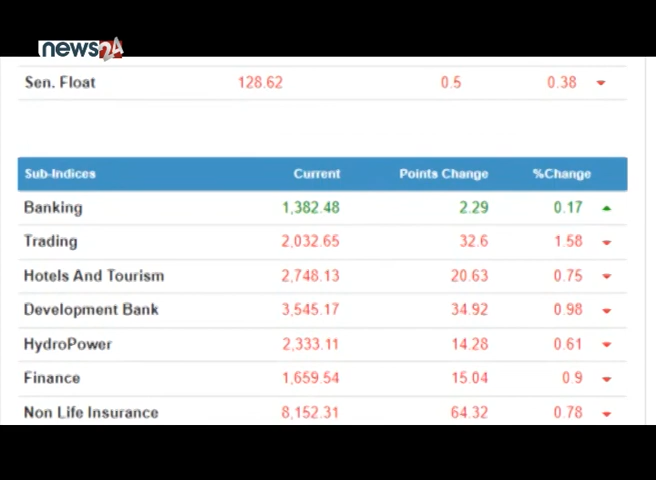 news24
Sen. Float 128.62 0.5 0.38
Sub-Indices Current Points Change %Change
Banking 1,382.48 2.29 0.17
Trading 2,032.65 32.6 1.58
Hotels And Tourism 2,748.13 20.63 0.75
Development Bank 3,545.17 34.92 0.98
HydroPower 2,333.11 14.28 0.61
Finance 1,659.54 15.04 0.9
Non Life Insurance 8,152.31 64.32 0.78